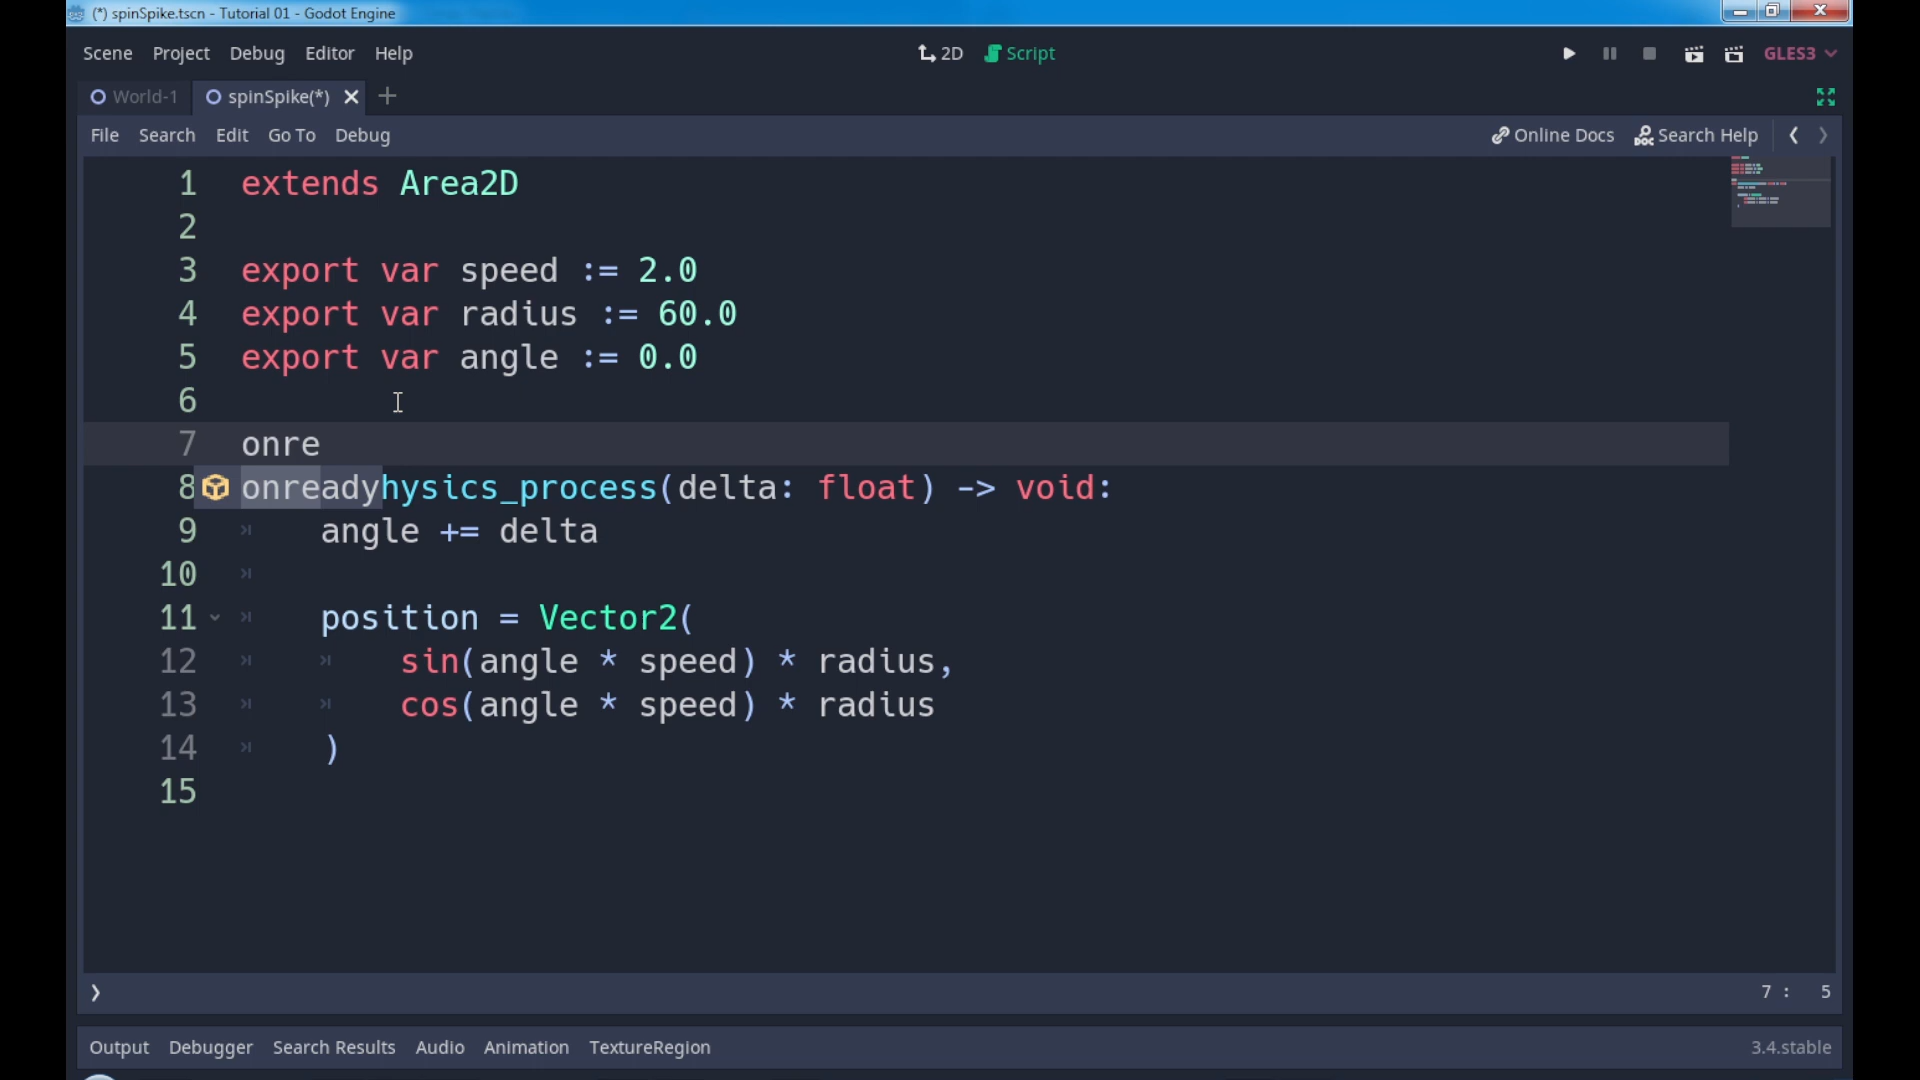 (*) spinSpike.tscn - Tutorial 01 - Godot Engine
Scene Project Debug Editor Help 2D Script GLES3
World-1 spinSpike(*)
File Search Edit Go To Debug Online Docs Search Help
1 extends Area2D
2
3 export var speed := 2.0
4 export var radius := 60.0
5 export var angle := 0.0
6
7 onre
8 onreadyhysics_process(delta: float) -> void:
9 angle += delta
10
11 position = Vector2(
12 sin(angle * speed) * radius,
13 cos(angle * speed) * radius
14 )
15
7 : 5
Output Debugger Search Results Audio Animation TextureRegion 3.4.stable